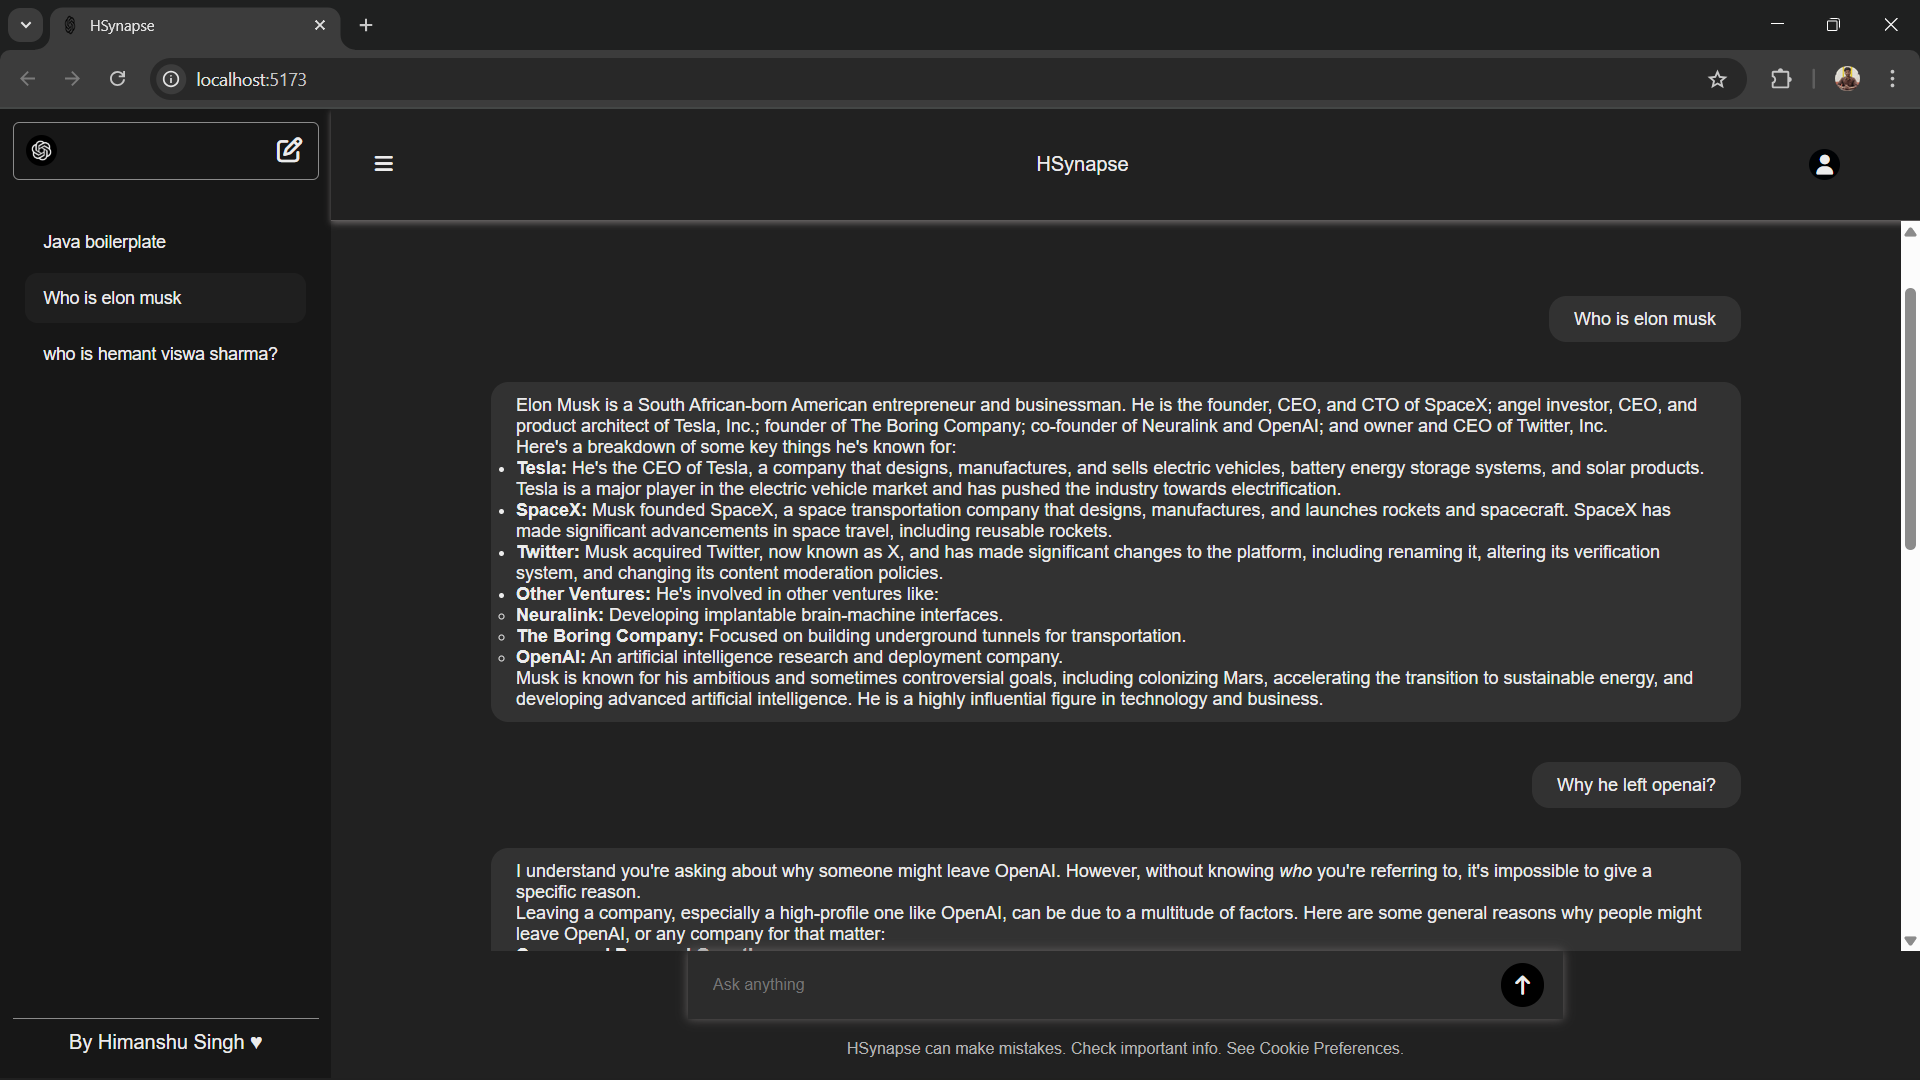 HSynapse
localhost:5173
HSynapse
Java boilerplate
Who is elon musk
who is hemant viswa sharma?
Who is elon musk
Elon Musk is a South African-born American entrepreneur and businessman. He is the founder, CEO, and CTO of SpaceX; angel investor, CEO, and
product architect of Tesla, Inc.; founder of The Boring Company; co-founder of Neuralink and OpenAI; and owner and CEO of Twitter, Inc.
Here's a breakdown of some key things he's known for:
• Tesla: He's the CEO of Tesla, a company that designs, manufactures, and sells electric vehicles, battery energy storage systems, and solar products.
Tesla is a major player in the electric vehicle market and has pushed the industry towards electrification.
• SpaceX: Musk founded SpaceX, a space transportation company that designs, manufactures, and launches rockets and spacecraft. SpaceX has
made significant advancements in space travel, including reusable rockets.
• Twitter: Musk acquired Twitter, now known as X, and has made significant changes to the platform, including renaming it, altering its verification
system, and changing its content moderation policies.
• Other Ventures: He's involved in other ventures like:
◦ Neuralink: Developing implantable brain-machine interfaces.
◦ The Boring Company: Focused on building underground tunnels for transportation.
◦ OpenAI: An artificial intelligence research and deployment company.
Musk is known for his ambitious and sometimes controversial goals, including colonizing Mars, accelerating the transition to sustainable energy, and
developing advanced artificial intelligence. He is a highly influential figure in technology and business.
Why he left openai?
I understand you're asking about why someone might leave OpenAI. However, without knowing who you're referring to, it's impossible to give a
specific reason.
Leaving a company, especially a high-profile one like OpenAI, can be due to a multitude of factors. Here are some general reasons why people might
leave OpenAI, or any company for that matter:
Ask anything
HSynapse can make mistakes. Check important info. See Cookie Preferences.
By Himanshu Singh ♥